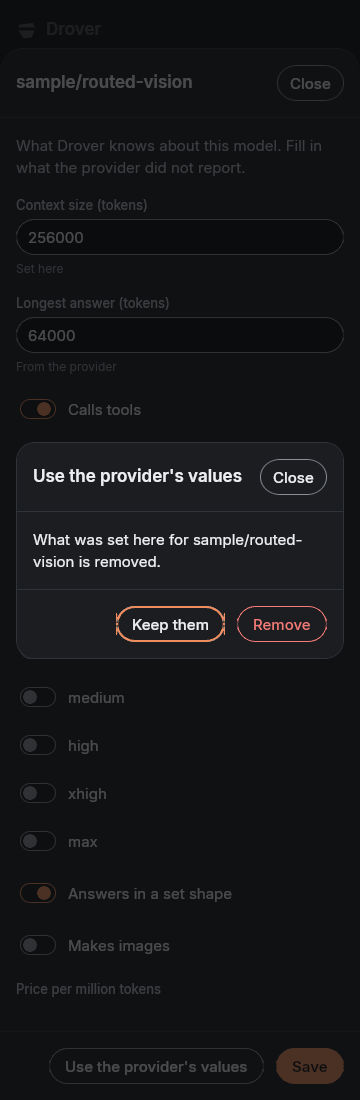 Drover
sample/routed-vision
Close
What Drover knows about this model. Fill in
what the provider did not report.
Context size (tokens)
256000
Set here
Longest answer (tokens)
64000
From the provider
Calls tools
Use the provider's values
Close
What was set here for sample/routed-
vision is removed.
Keep them
Remove
medium
high
xhigh
max
Answers in a set shape
Makes images
Price per million tokens
Use the provider's values
Save